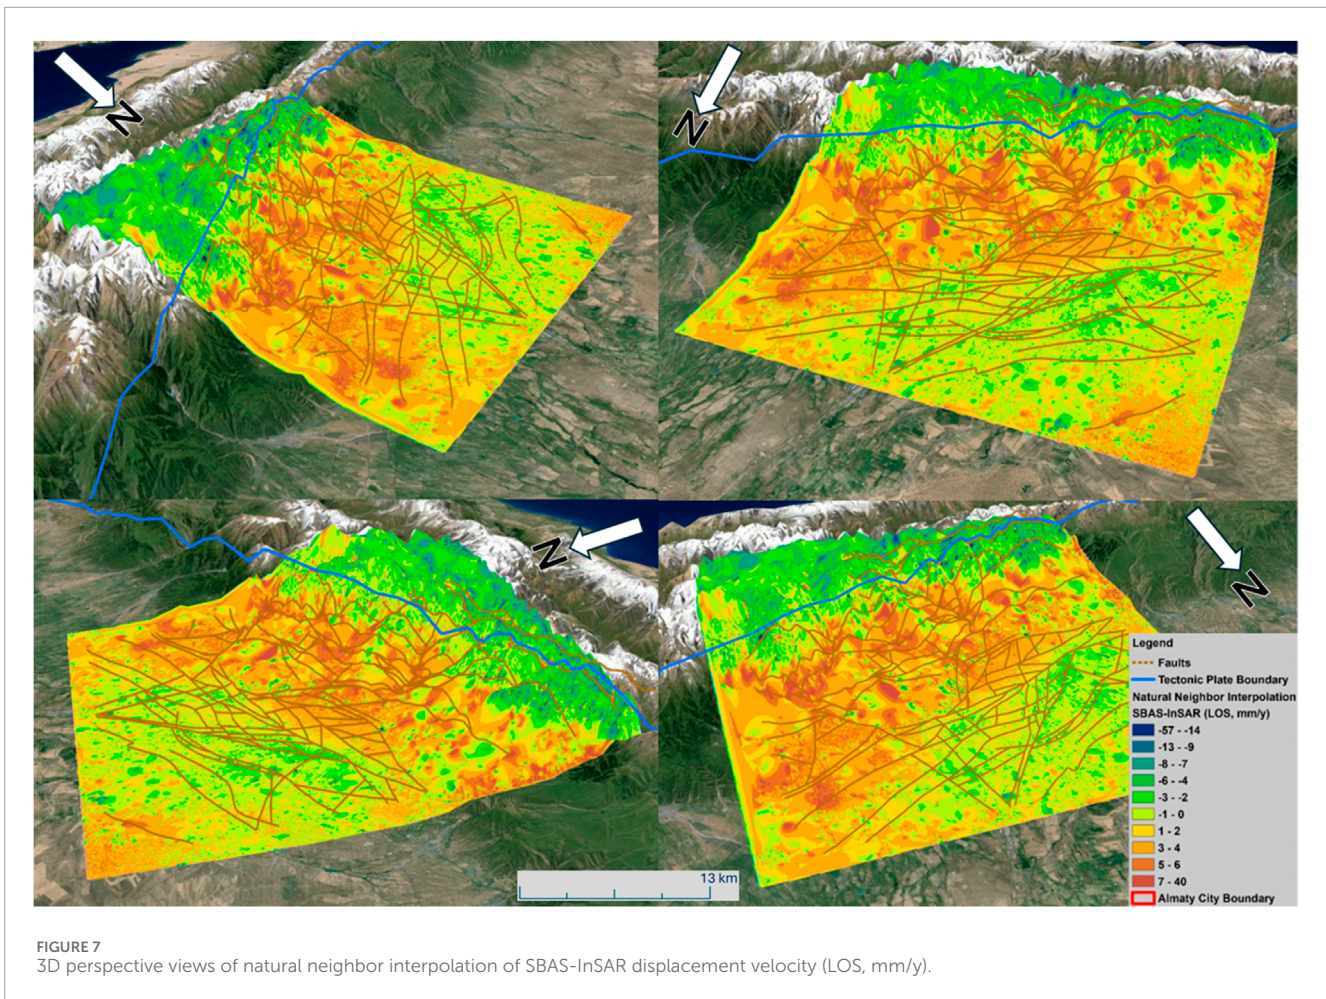 N
N
N
N
Legend
Faults
Tectonic Plate Boundary
Natural Neighbor Interpolation
SBAS-InSAR (LOS, mm/y)
-57 - -14
-13 - -9
-8 - -7
-6 - -4
-3 - -2
-1 - 0
1 - 2
3 - 4
5 - 6
7 - 40
Almaty City Boundary
13 km
FIGURE 7
3D perspective views of natural neighbor interpolation of SBAS-InSAR displacement velocity (LOS, mm/y).